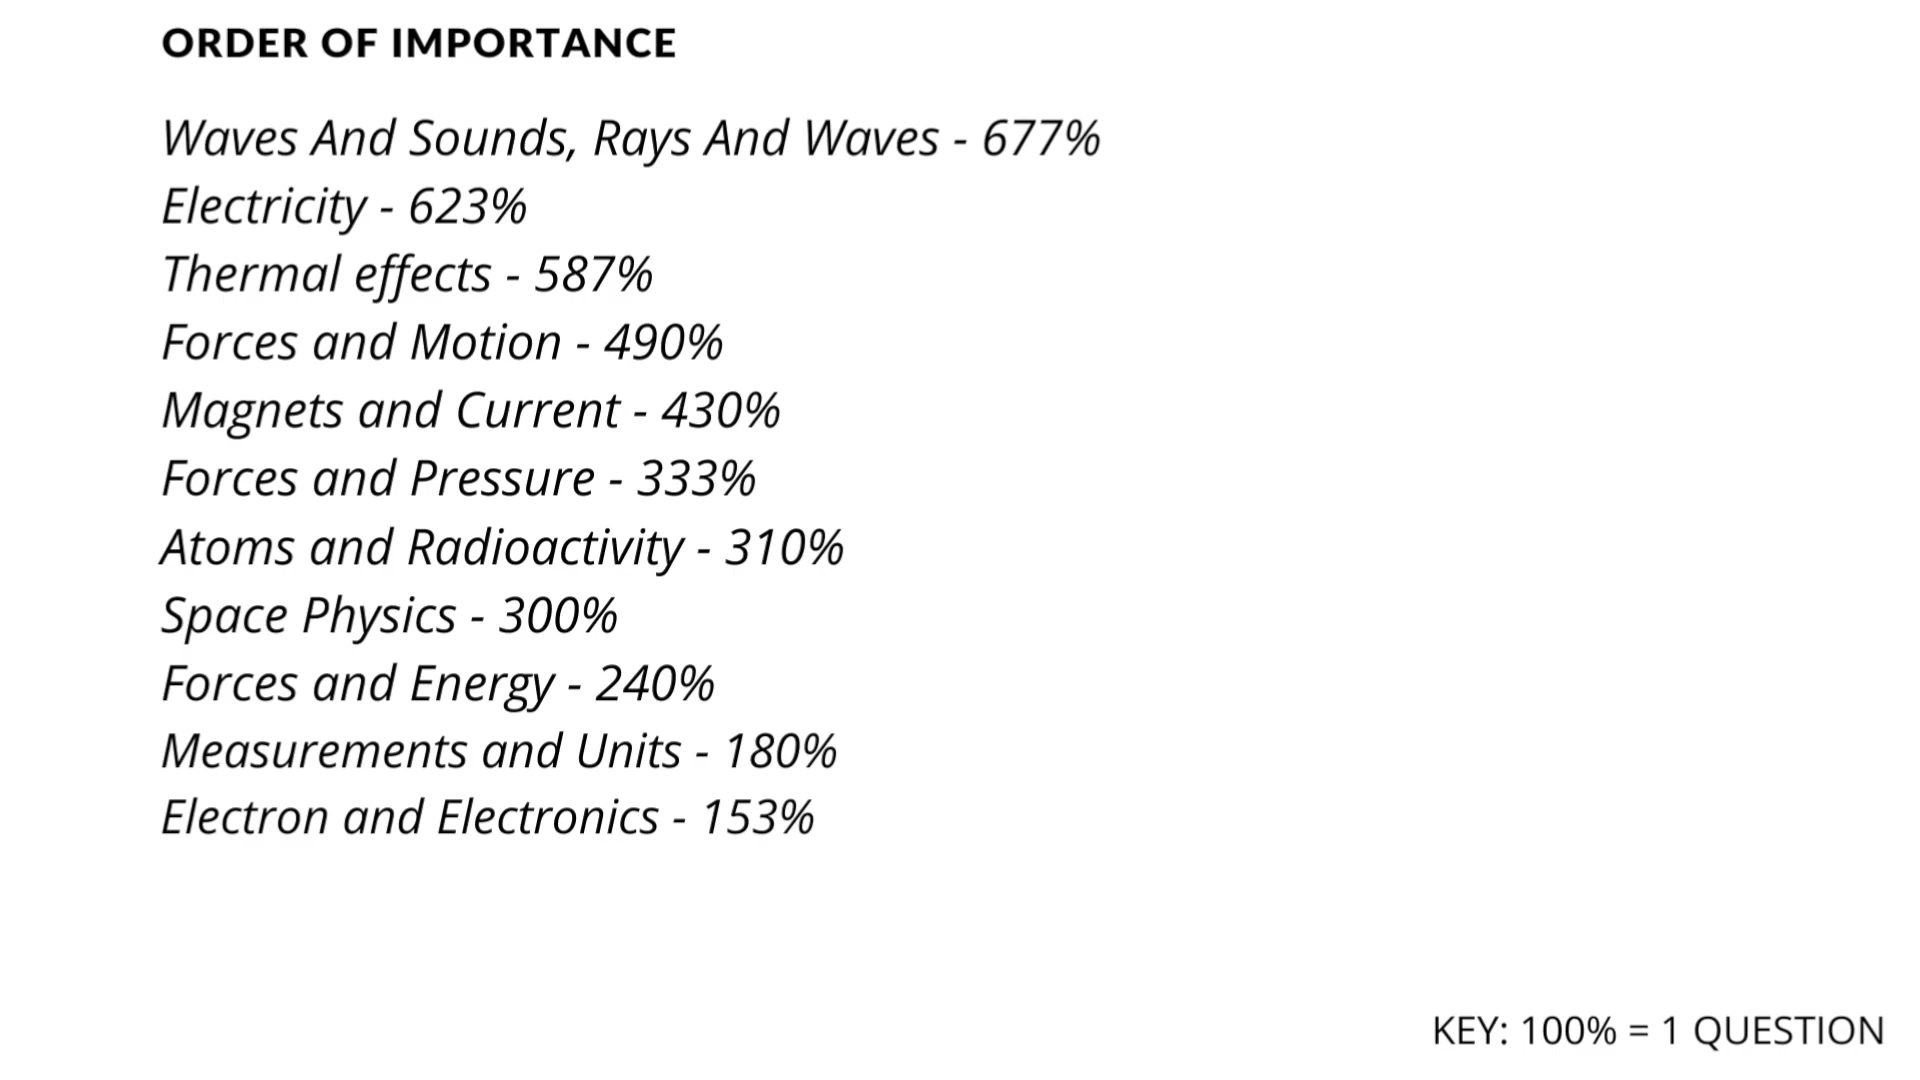 ORDER OF IMPORTANCE
Waves And Sounds, Rays And Waves - 677%
Electricity - 623%
Thermal effects - 587%
Forces and Motion - 490%
Magnets and Current - 430%
Forces and Pressure - 333%
Atoms and Radioactivity - 310%
Space Physics - 300%
Forces and Energy - 240%
Measurements and Units - 180%
Electron and Electronics - 153%
KEY: 100% = 1 QUESTION